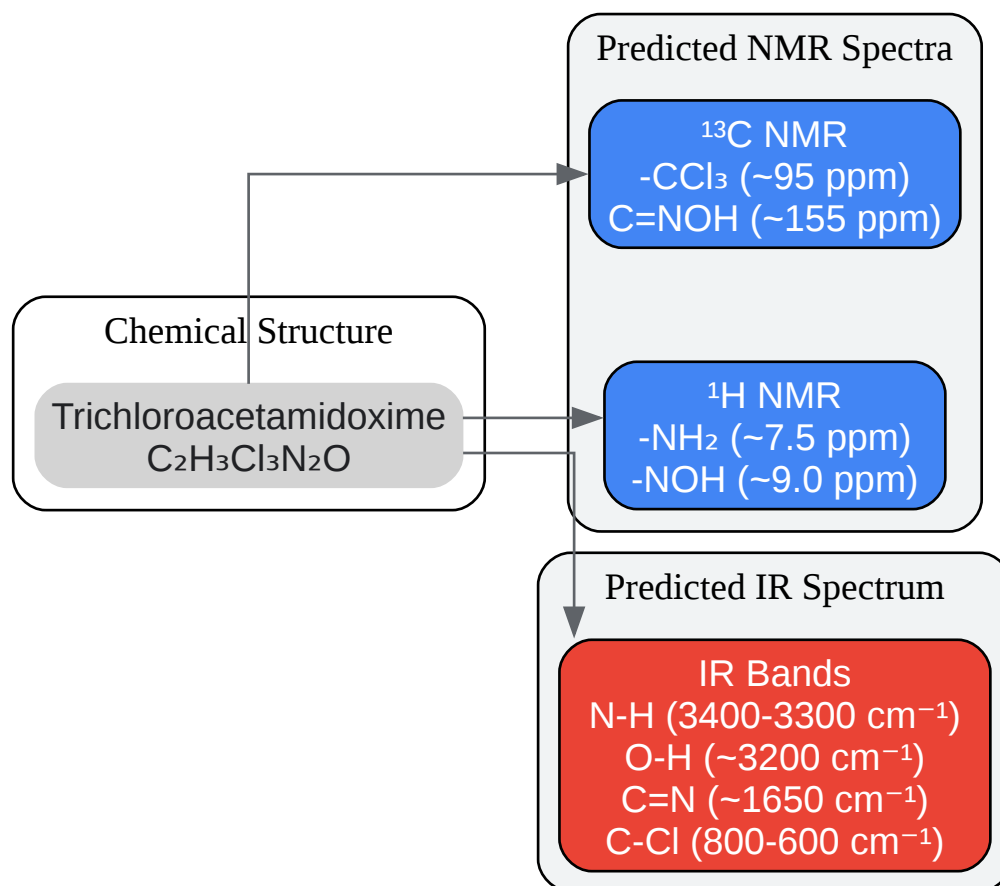 Predicted NMR Spectra
¹³C NMR
-CCl₃ (~95 ppm)
C=NOH (~155 ppm)
Chemical Structure
Trichloroacetamidoxime
C₂H₃Cl₃N₂O
¹H NMR
-NH₂ (~7.5 ppm)
-NOH (~9.0 ppm)
Predicted IR Spectrum
IR Bands
N-H (3400-3300 cm⁻¹)
O-H (~3200 cm⁻¹)
C=N (~1650 cm⁻¹)
C-Cl (800-600 cm⁻¹)